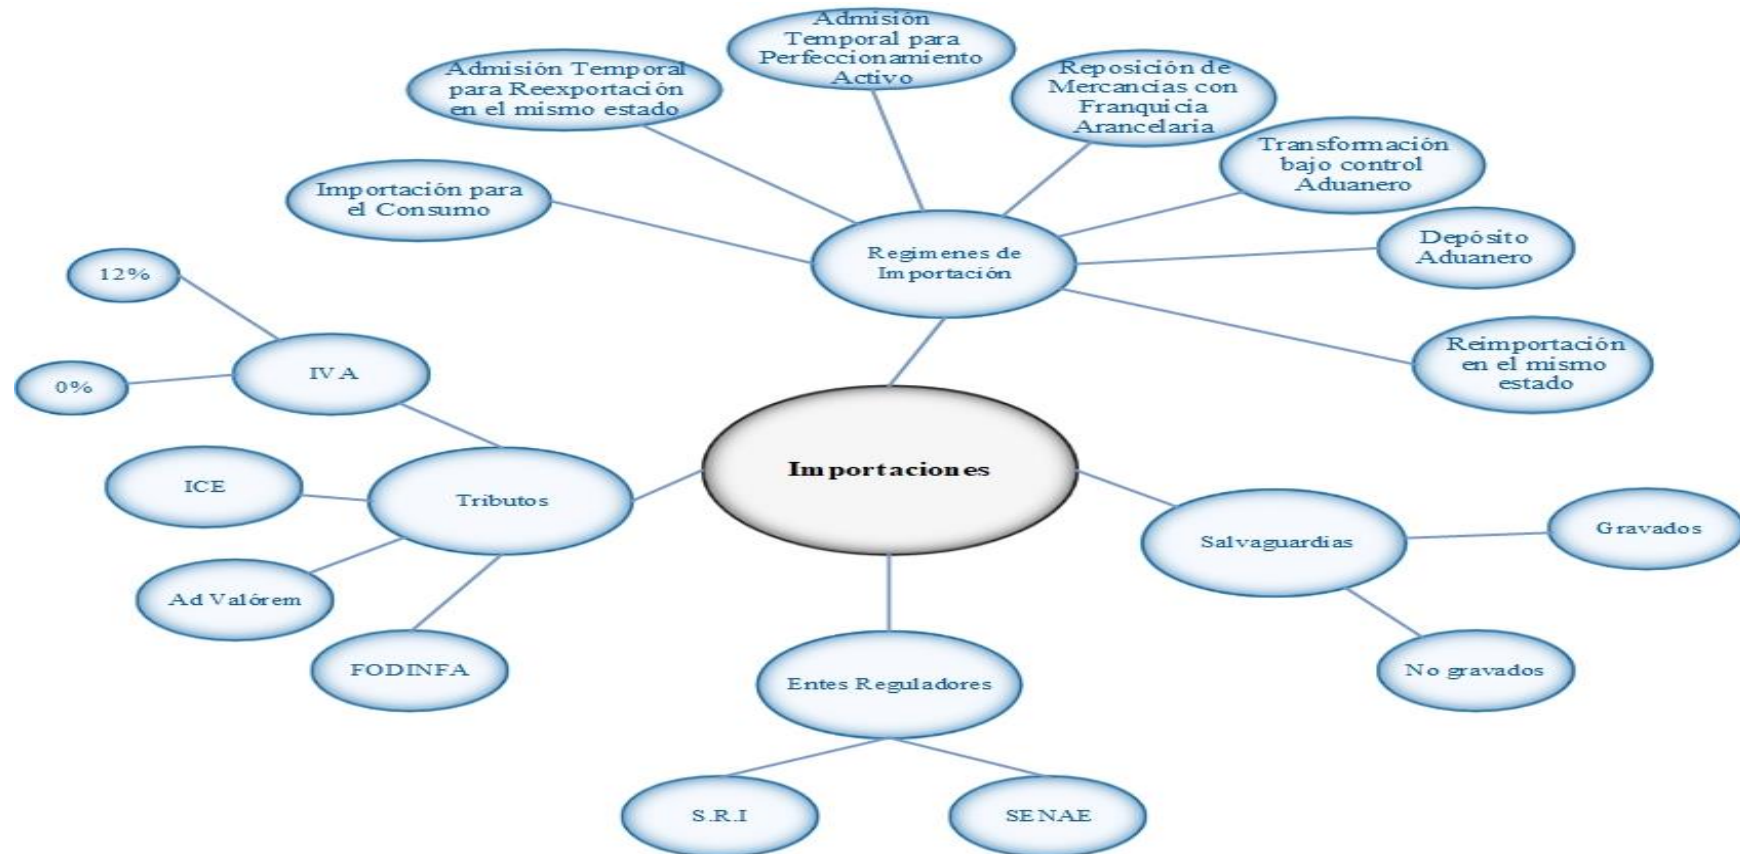 Admisión
Temporal para
Perfeccionamiento
Activo
Admisión Temporal
para Reexportación
en el mismo estado
Reposición de
Mercancías con
Franquicia
Arancelaria
Transformación
bajo control
Aduanero
Importación para
el Consumo
Depósito
Aduanero
Regímenes de
Importación
12%
Reimportación
en el mismo
estado
IVA
0%
Importaciones
ICE
Tributos
Gravados
Salvaguardias
Ad Valórem
FODINFA
Entes Reguladores
No gravados
S.R.I
SENAE